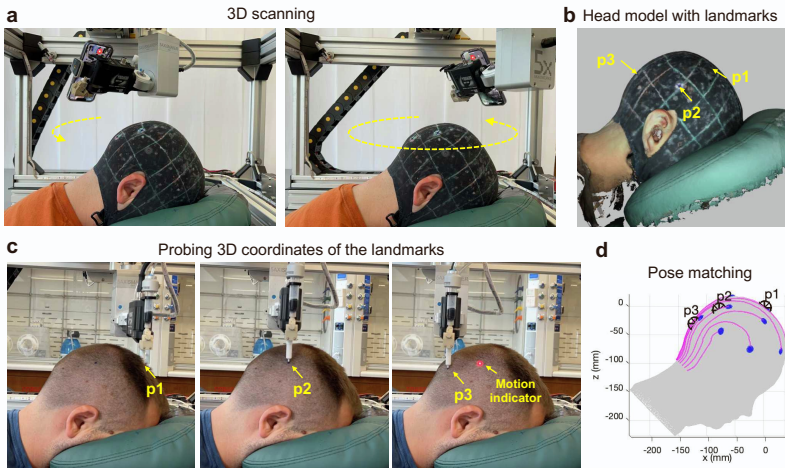 a
3D scanning
5x
b
Head model with landmarks
p3
p1
p2
c
Probing 3D coordinates of the landmarks
p1
p2
p3
Motion
indicator
d
Pose matching
p3
p2
p1
0
-50
-100
-150
-200
z (mm)
-200
-150
-100
-50
0
x (mm)